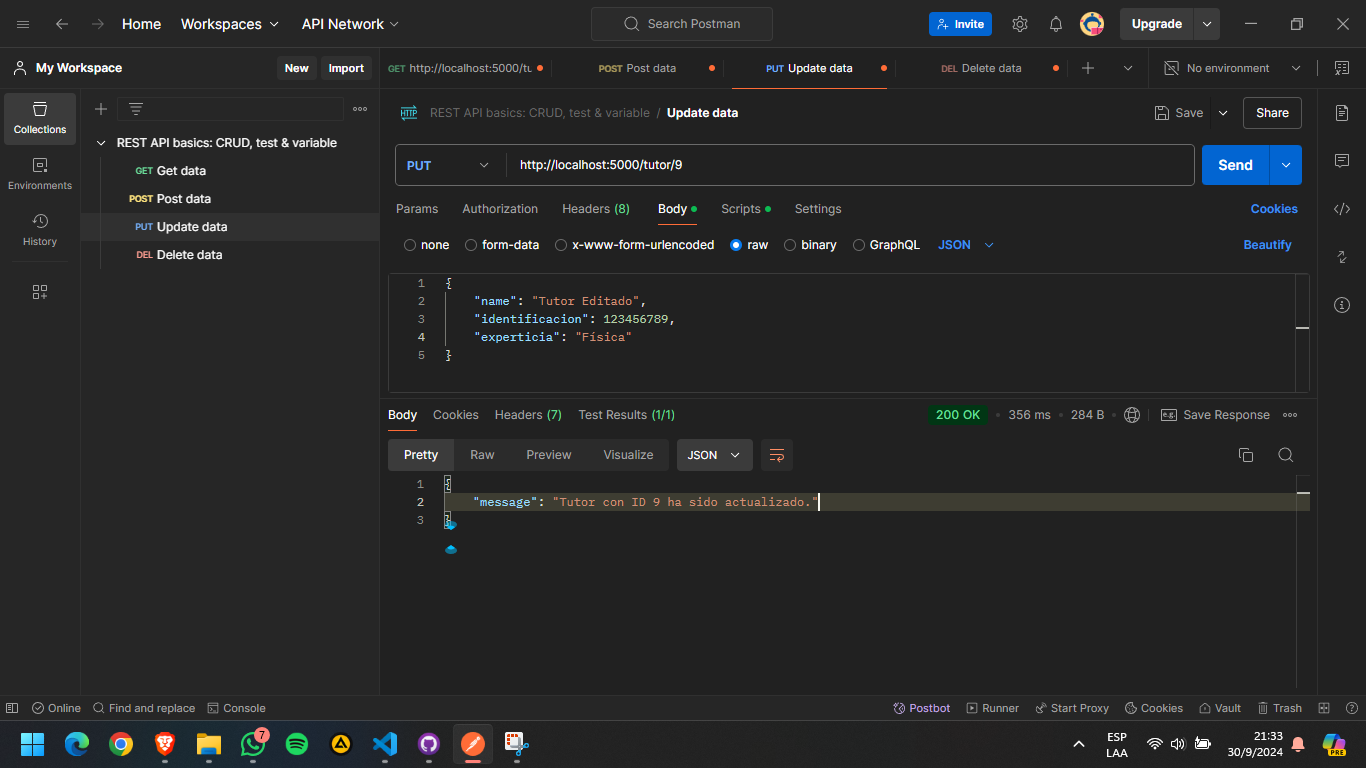 Home Workspaces API Network Search Postman Invite Upgrade
My Workspace New Import GET http://localhost:5000/tu POST Post data PUT Update data DEL Delete data No environment
Collections
Environments
History
REST API basics: CRUD, test & variable
GET Get data
POST Post data
PUT Update data
DEL Delete data
HTTP REST API basics: CRUD, test & variable / Update data Save Share
PUT http://localhost:5000/tutor/9 Send
Params Authorization Headers (8) Body Scripts Settings Cookies
none form-data x-www-form-urlencoded raw binary GraphQL JSON Beautify
1 {
2 "name": "Tutor Editado",
3 "identificacion": 123456789,
4 "experticia": "Física"
5 }
Body Cookies Headers (7) Test Results (1/1) 200 OK 356 ms 284 B e.g. Save Response
Pretty Raw Preview Visualize JSON
1 {
2 "message": "Tutor con ID 9 ha sido actualizado."
3 }
Online Find and replace Console Postbot Runner Start Proxy Cookies Vault Trash
7 ESP LAA 21:33 30/9/2024 PRE